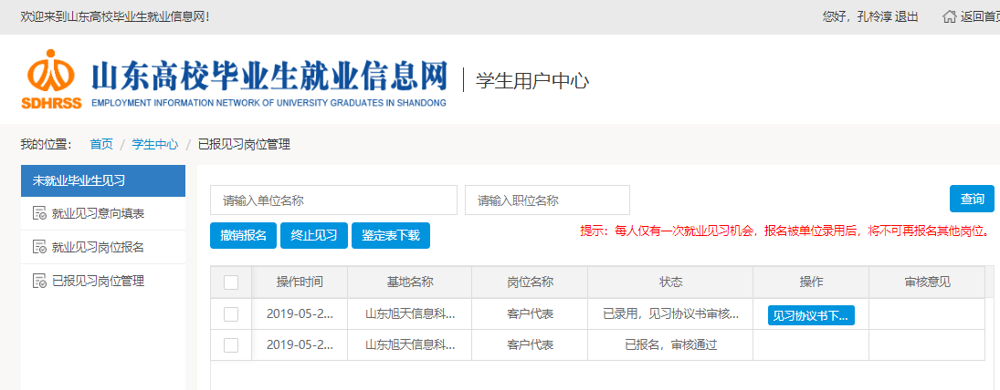 欢迎来到山东高校毕业生就业信息网!
您好，孔柃淳 退出
返回首页
SDHRSS
山东高校毕业生就业信息网
EMPLOYMENT INFORMATION NETWORK OF UNIVERSITY GRADUATES IN SHANDONG
学生用户中心
我的位置： 首页 / 学生中心 / 已报见习岗位管理
未就业毕业生见习
就业见习意向填表
就业见习岗位报名
已报见习岗位管理
请输入单位名称
请输入职位名称
查询
撤销报名 终止见习 鉴定表下载
提示：每人仅有一次就业见习机会，报名被单位录用后，将不可再报名其他岗位。
操作时间 基地名称 岗位名称 状态 操作 审核意见
2019-05-2... 山东旭天信息科... 客户代表 已录用，见习协议书审核... 见习协议书下...
2019-05-2... 山东旭天信息科... 客户代表 已报名，审核通过